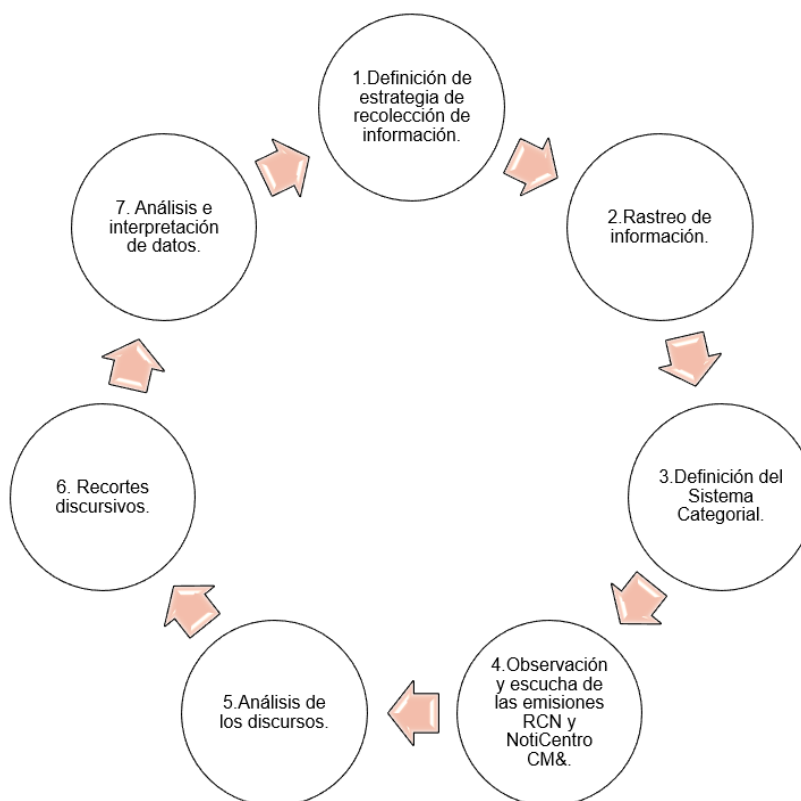 1.Definición de
estrategia de
recolección de
información.
2.Rastreo de
información.
3.Definición del
Sistema
Categorial.
4.Observación
y escucha de
las emisiones
RCN y
NotiCentro
CM&.
5.Análisis de
los discursos.
6. Recortes
discursivos.
7. Análisis e
interpretación
de datos.